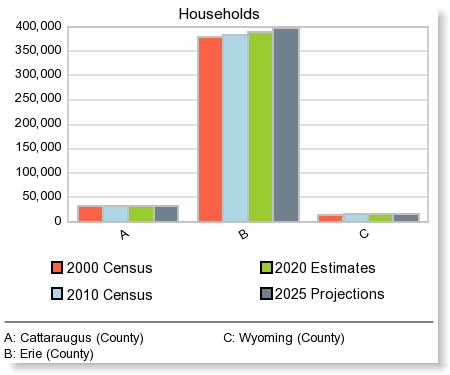 Households
400,000
350,000
300,000
250,000
200,000
150,000
100,000
50,000
0
A B C
2000 Census 2020 Estimates
2010 Census 2025 Projections
A: Cattaraugus (County) C: Wyoming (County)
B: Erie (County)